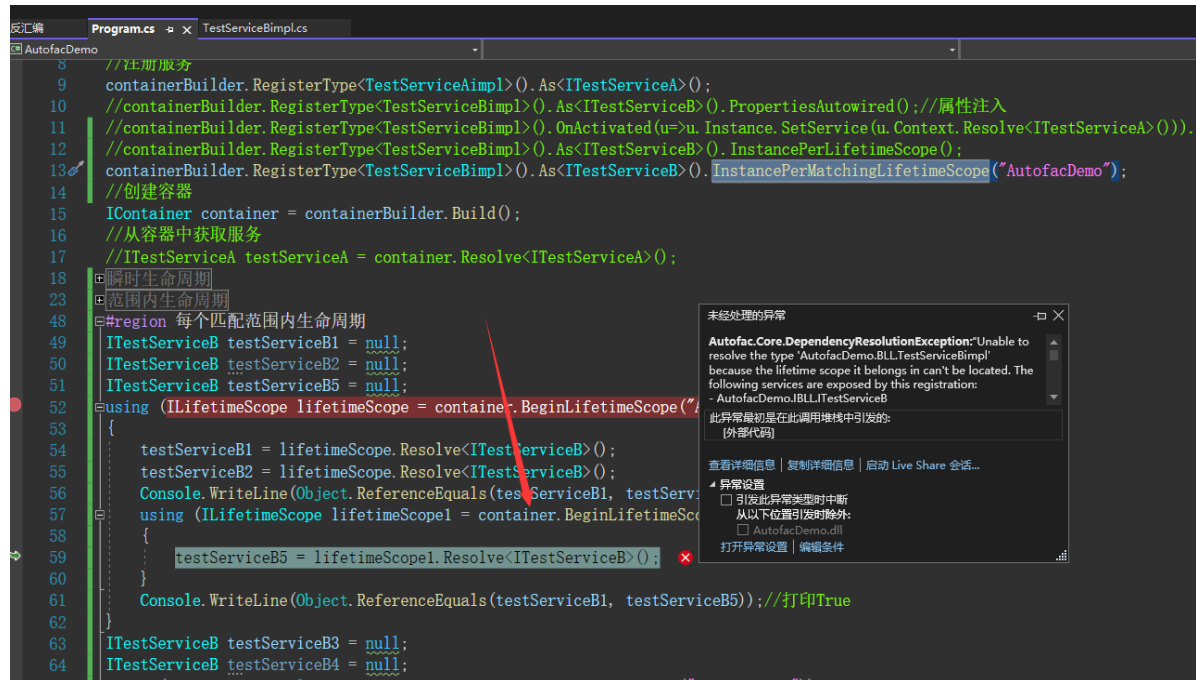 反汇编
Program.cs
TestServiceBimpl.cs
C# AutofacDemo
8 //注册服务
9 containerBuilder.RegisterType<TestServiceAimpl>().As<ITestServiceA>();
10 //containerBuilder.RegisterType<TestServiceBimpl>().As<ITestServiceB>().PropertiesAutowired();//属性注入
11 //containerBuilder.RegisterType<TestServiceBimpl>().OnActivated(u=>u.Instance.SetService(u.Context.Resolve<ITestServiceA>())).
12 //containerBuilder.RegisterType<TestServiceBimpl>().As<ITestServiceB>().InstancePerLifetimeScope();
13 containerBuilder.RegisterType<TestServiceBimpl>().As<ITestServiceB>().InstancePerMatchingLifetimeScope("AutofacDemo");
14 //创建容器
15 IContainer container = containerBuilder.Build();
16 //从容器中获取服务
17 //ITestServiceA testServiceA = container.Resolve<ITestServiceA>();
18 瞬时生命周期
23 范围内生命周期
48 #region 每个匹配范围内生命周期
49 ITestServiceB testServiceB1 = null;
50 ITestServiceB testServiceB2 = null;
51 ITestServiceB testServiceB5 = null;
52 using (ILifetimeScope lifetimeScope = container.BeginLifetimeScope("
53 {
54 testServiceB1 = lifetimeScope.Resolve<ITestServiceB>();
55 testServiceB2 = lifetimeScope.Resolve<ITestServiceB>();
56 Console.WriteLine(Object.ReferenceEquals(testServiceB1, testServi
57 using (ILifetimeScope lifetimeScope1 = container.BeginLifetimeSco
58 {
59 testServiceB5 = lifetimeScope1.Resolve<ITestServiceB>();
60 }
61 Console.WriteLine(Object.ReferenceEquals(testServiceB1, testServiceB5));//打印True
62 }
63 ITestServiceB testServiceB3 = null;
64 ITestServiceB testServiceB4 = null;
未经处理的异常
Autofac.Core.DependencyResolutionException:"Unable to
resolve the type 'AutofacDemo.BLL.TestServiceBimpl'
because the lifetime scope it belongs in can't be located. The
following services are exposed by this registration:
- AutofacDemo.IBLL.ITestServiceB
此异常最初是在此调用堆栈中引发的:
[外部代码]
查看详细信息 | 复制详细信息 | 启动 Live Share 会话...
异常设置
引发此异常类型时中断
从以下位置引发时除外:
AutofacDemo.dll
打开异常设置 | 编辑条件